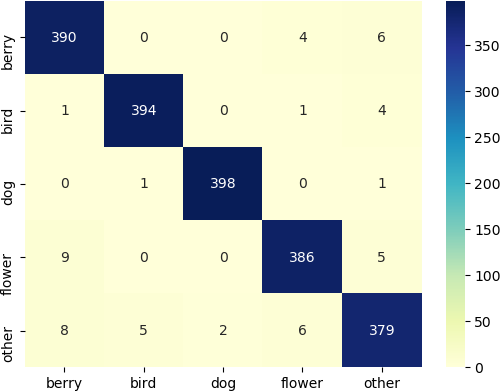 berry 390 0 0 4 6
bird 1 394 0 1 4
dog 0 1 398 0 1
flower 9 0 0 386 5
other 8 5 2 6 379
berry bird dog flower other
350
300
250
200
150
100
50
0